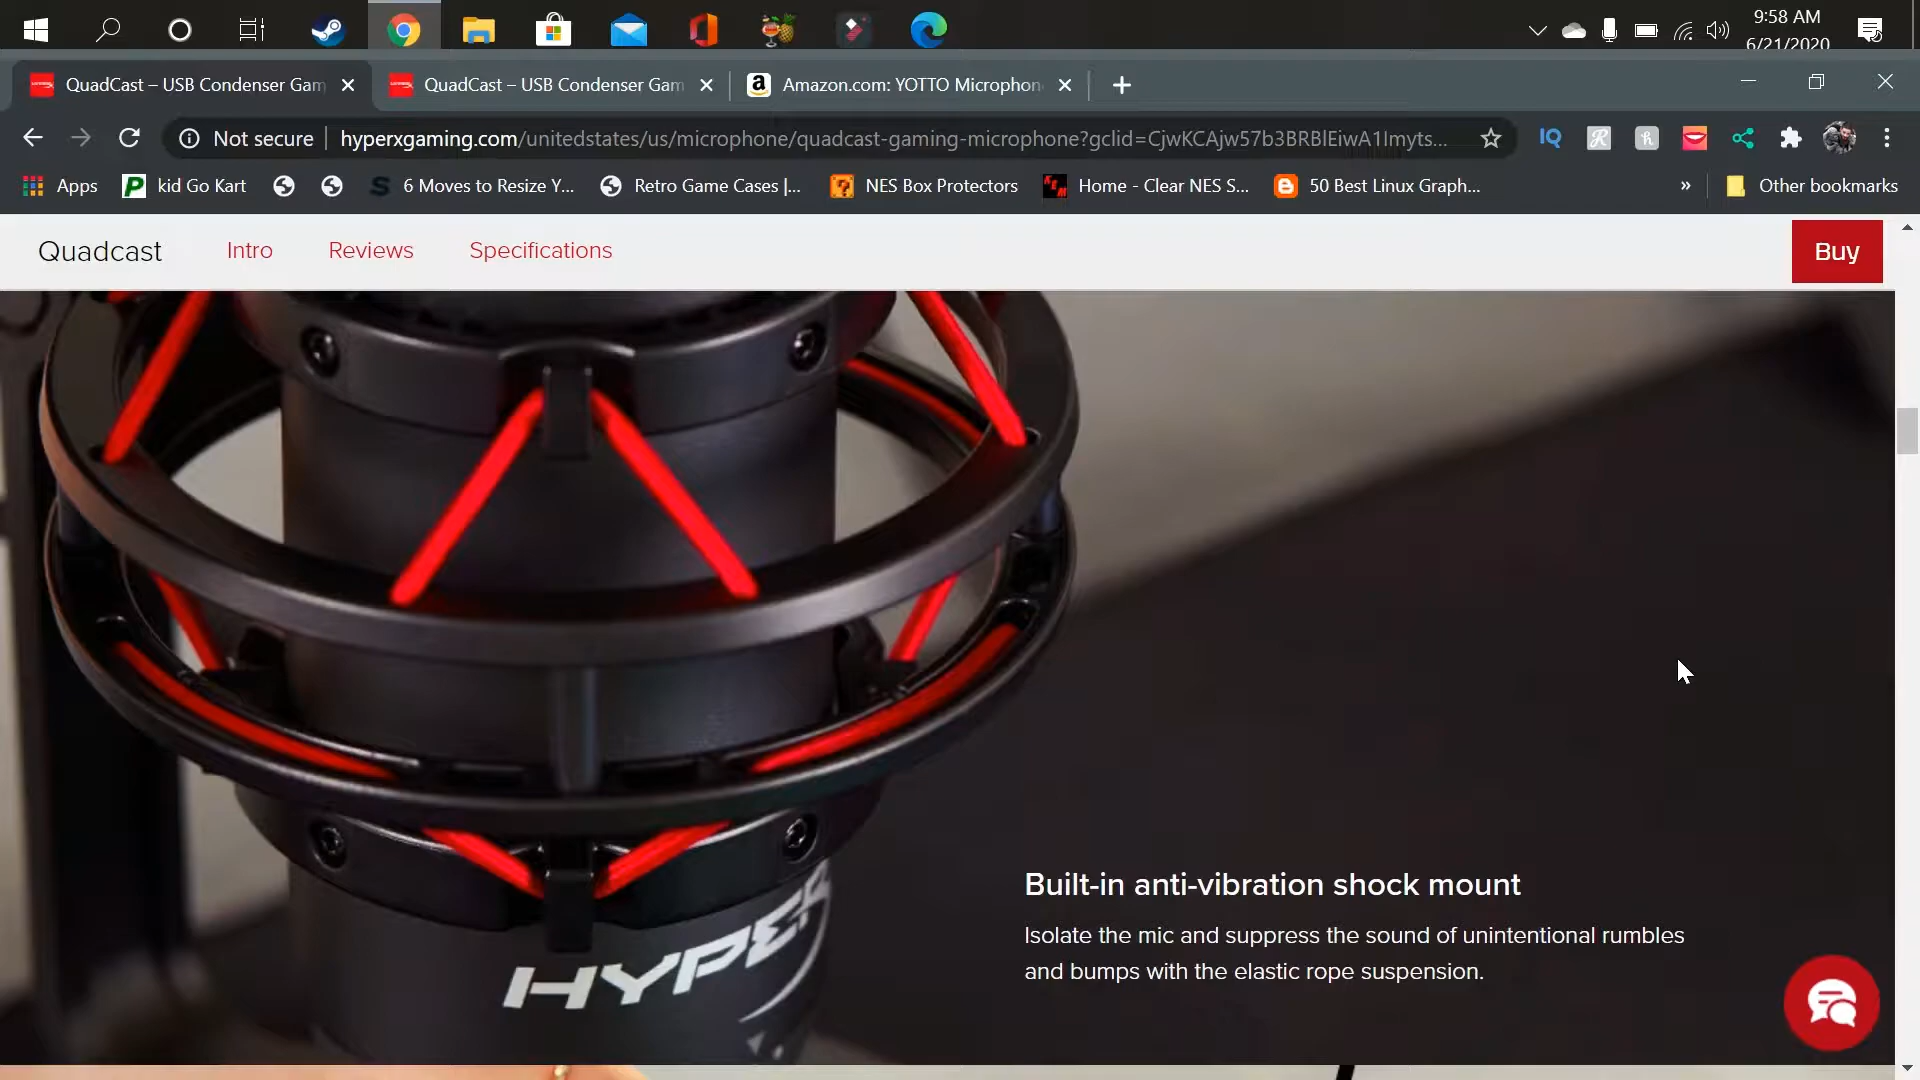 9:58 AM
6/21/2020
QuadCast – USB Condenser Gam
QuadCast – USB Condenser Gam
Amazon.com: YOTTO Microphon
Not secure
hyperxgaming.com/unitedstates/us/microphone/quadcast-gaming-microphone?gclid=CjwKCAjw57b3BRBlEiwA1Imyts...
Apps
kid Go Kart
6 Moves to Resize Y...
Retro Game Cases |...
NES Box Protectors
Home - Clear NES S...
50 Best Linux Graph...
»
Other bookmarks
Quadcast
Intro
Reviews
Specifications
Buy
Built-in anti-vibration shock mount
Isolate the mic and suppress the sound of unintentional rumbles
and bumps with the elastic rope suspension.
HYPERX